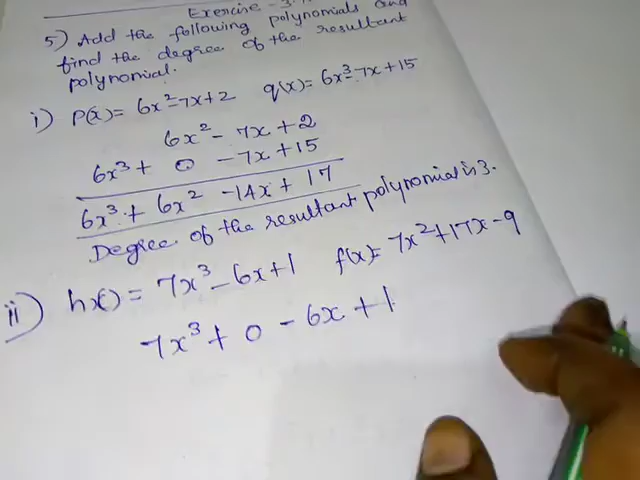 Exercise - 3.
5) Add the following polynomials and
find the degree of the resultant
polynomial.
i) P(x) = 6x²-7x+2 q(x) = 6x³-7x+15
6x² - 7x + 2
6x³ + 0 - 7x + 15
6x³ + 6x² - 14x + 17
Degree of the resultant polynomial is 3.
ii) hx() = 7x³ - 6x + 1 f(x) = 7x² + 17x - 9
7x³ + 0 - 6x + 1